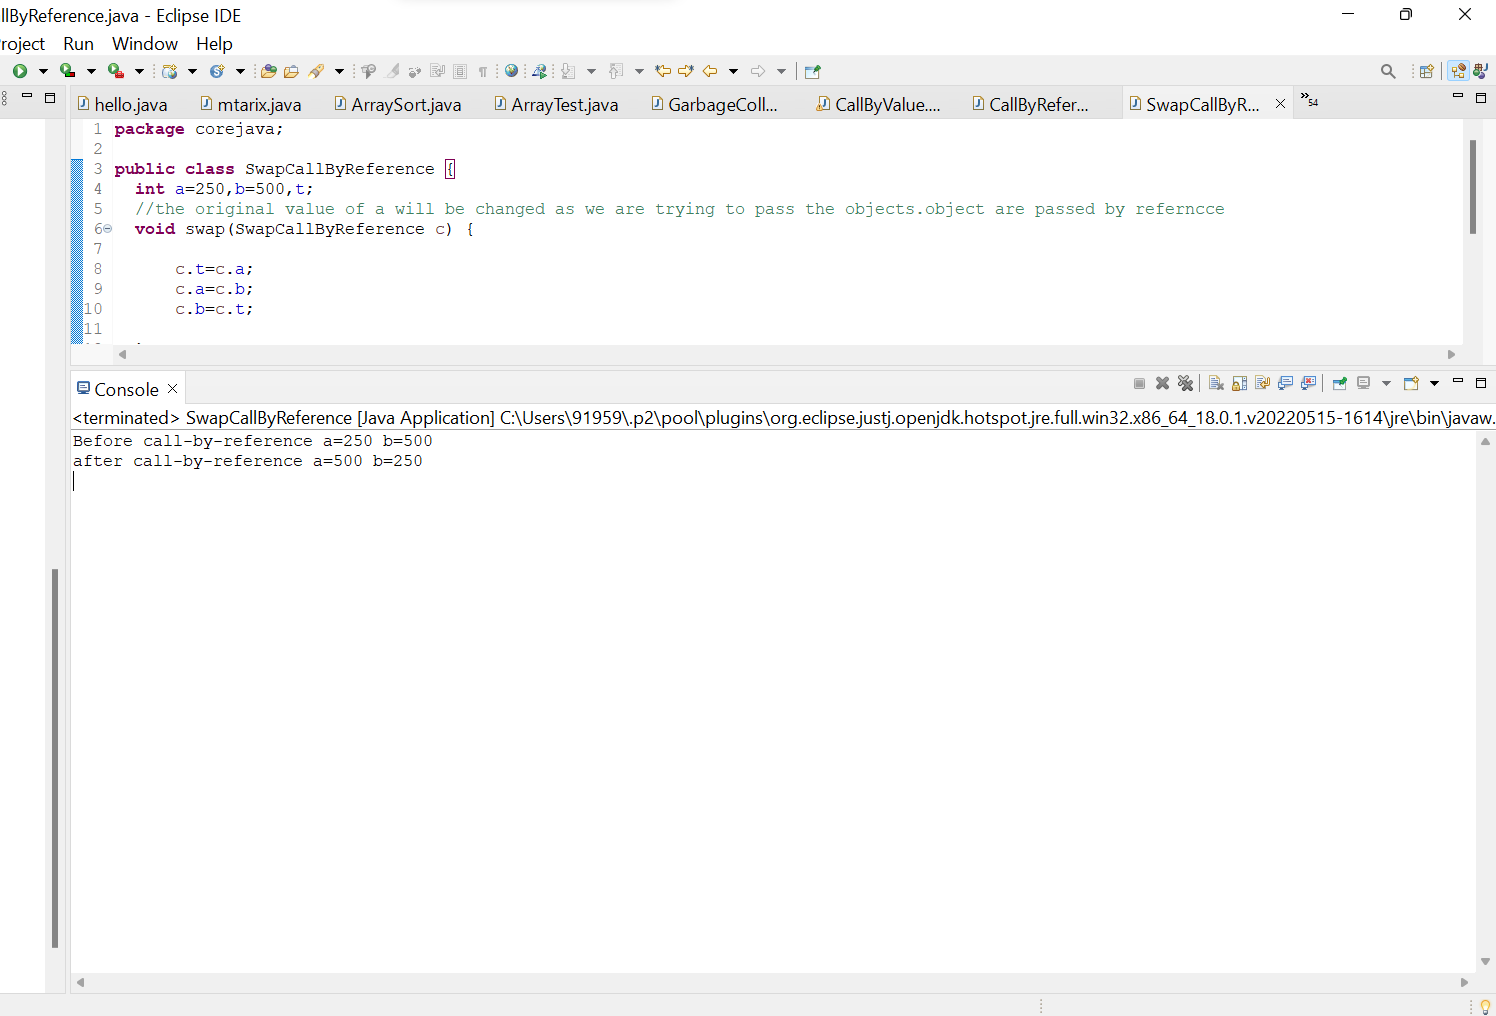 llByReference.java - Eclipse IDE
roject Run Window Help
hello.java mtarix.java ArraySort.java ArrayTest.java GarbageColl... CallByValue.... CallByRefer... SwapCallByR... 54
1 package corejava;
2
3 public class SwapCallByReference {
4 int a=250,b=500,t;
5 //the original value of a will be changed as we are trying to pass the objects.object are passed by referncce
6 void swap(SwapCallByReference c) {
7
8 c.t=c.a;
9 c.a=c.b;
10 c.b=c.t;
11
Console
<terminated> SwapCallByReference [Java Application] C:\Users\91959\.p2\pool\plugins\org.eclipse.justj.openjdk.hotspot.jre.full.win32.x86_64_18.0.1.v20220515-1614\jre\bin\javaw.
Before call-by-reference a=250 b=500
after call-by-reference a=500 b=250